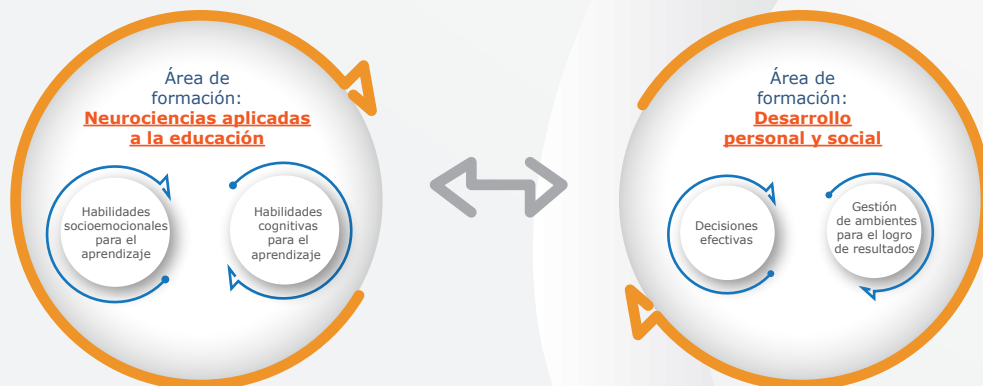 Área de
formación:
Neurociencias aplicadas
a la educación
Habilidades
socioemocionales
para el
aprendizaje
Habilidades
cognitivas
para el
aprendizaje
Área de
formación:
Desarrollo
personal y social
Decisiones
efectivas
Gestión
de ambientes
para el logro
de resultados